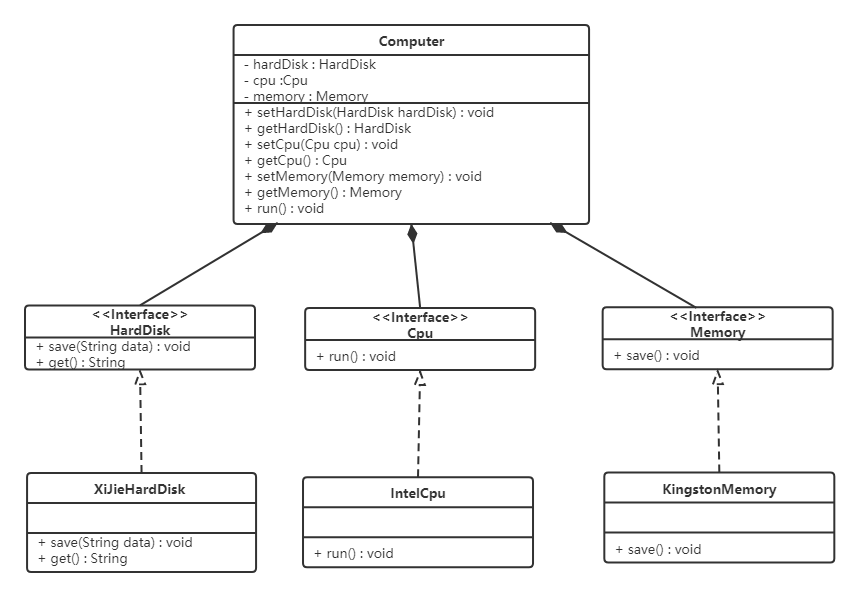 Computer
- hardDisk : HardDisk
- cpu :Cpu
- memory : Memory
+ setHardDisk(HardDisk hardDisk) : void
+ getHardDisk() : HardDisk
+ setCpu(Cpu cpu) : void
+ getCpu() : Cpu
+ setMemory(Memory memory) : void
+ getMemory() : Memory
+ run() : void
<<Interface>>
HardDisk
+ save(String data) : void
+ get() : String
<<Interface>>
Cpu
+ run() : void
<<Interface>>
Memory
+ save() : void
XiJieHardDisk
+ save(String data) : void
+ get() : String
IntelCpu
+ run() : void
KingstonMemory
+ save() : void